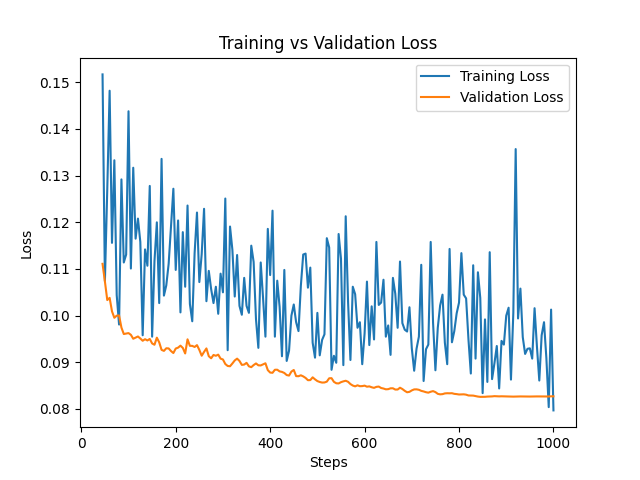 Training vs Validation Loss
Training Loss
Validation Loss
0.15
0.14
0.13
0.12
0.11
0.10
0.09
0.08
Loss
0
200
400
600
800
1000
Steps